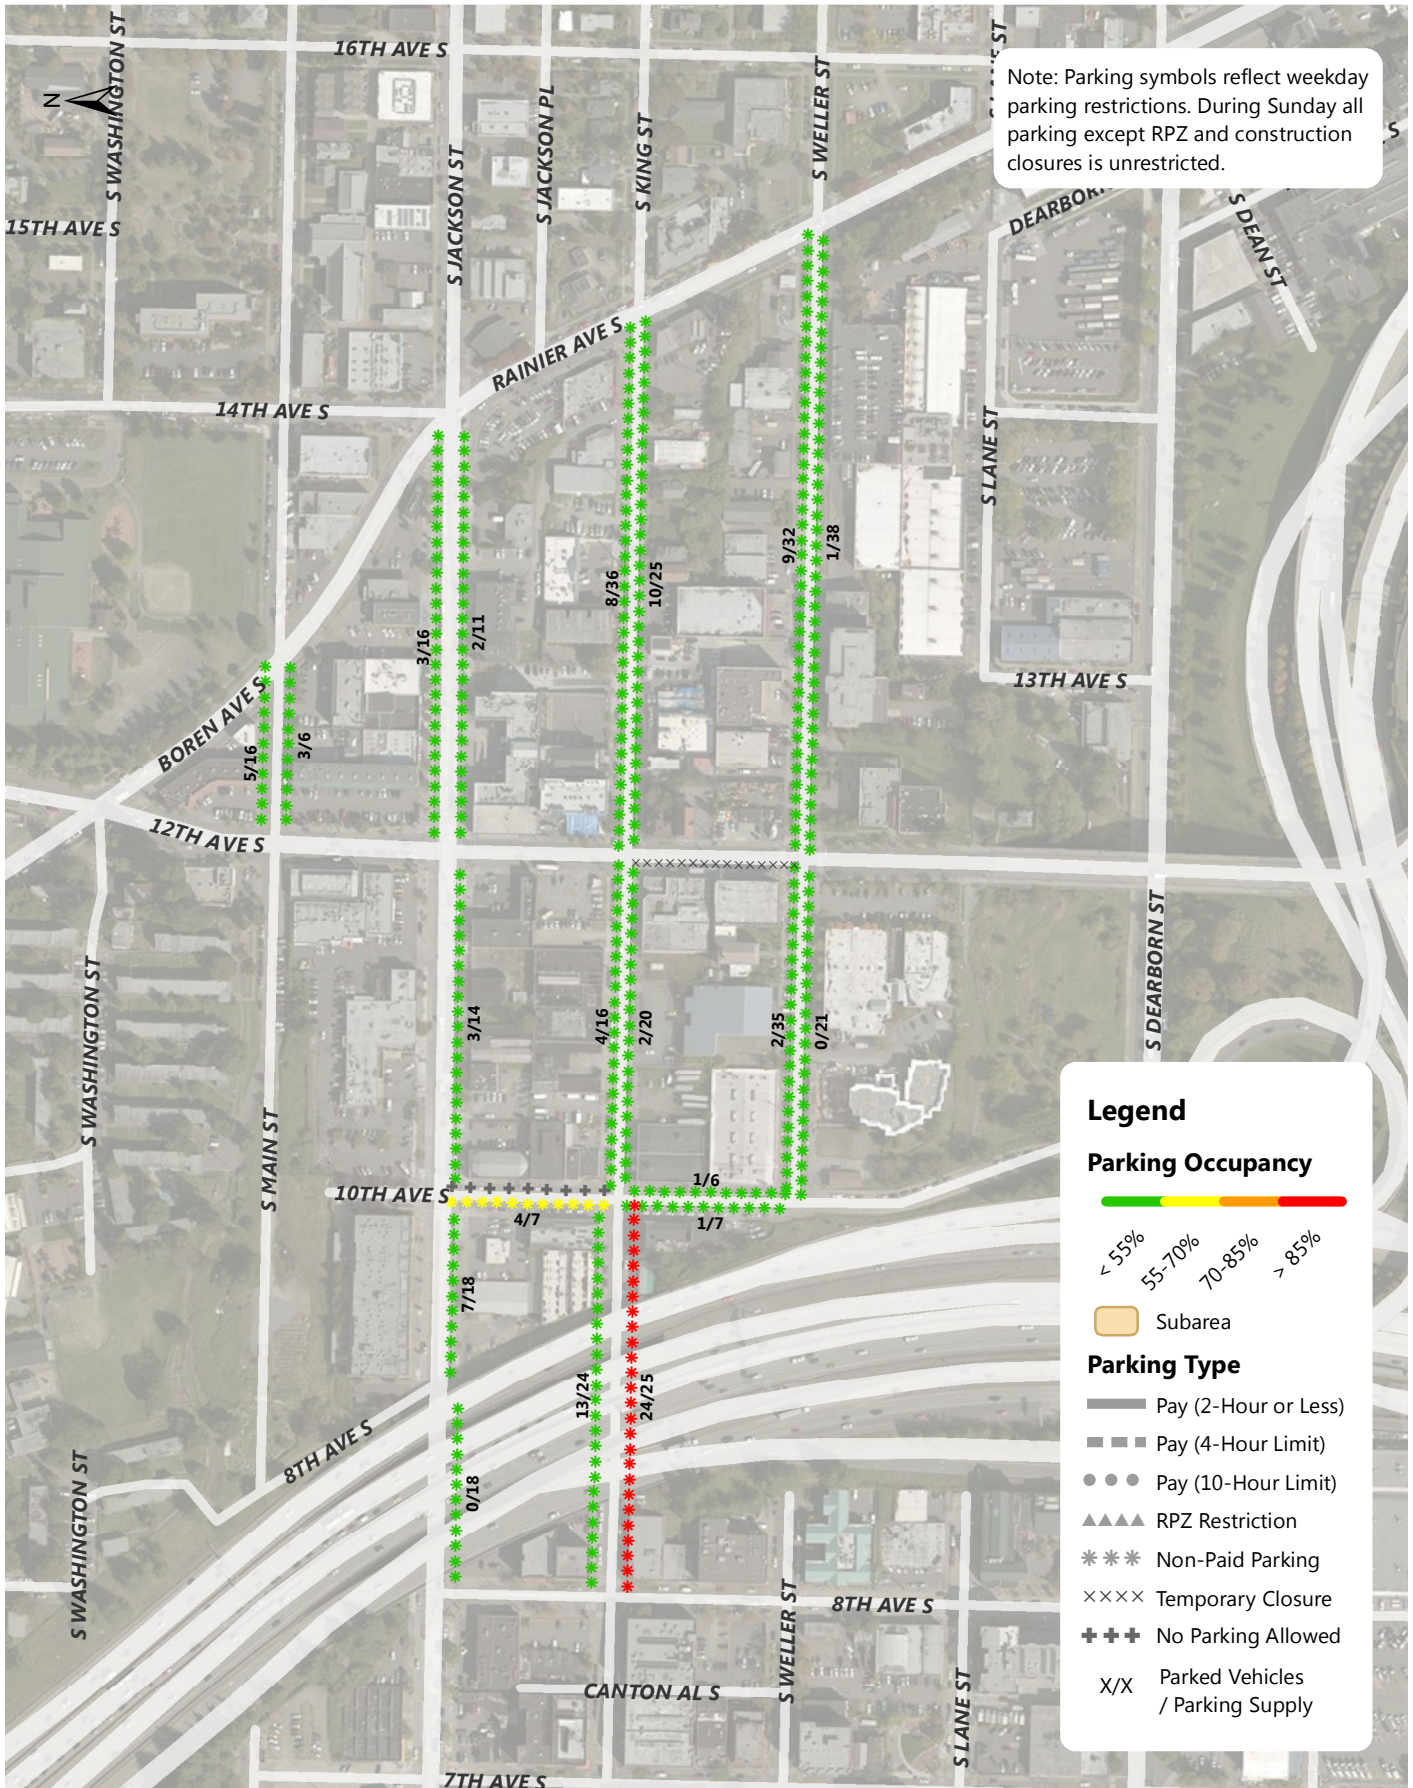 16TH AVE S
S WASHINGTON ST
S JACKSON ST
S JACKSON PL
S KING ST
S WELLER ST
N
Note: Parking symbols reflect weekday
parking restrictions. During Sunday all
parking except RPZ and construction
closures is unrestricted.
15TH AVE S
S DEAN ST
RAINIER AVE S
14TH AVE S
S LANE ST
9/32
1/38
8/36
10/25
3/16
2/11
13TH AVE S
BOREN AVE S
5/16
3/6
12TH AVE S
S WASHINGTON ST
S DEARBORN ST
3/14
4/16
2/20
2/35
0/21
S MAIN ST
10TH AVE S
1/6
4/7
1/7
7/18
13/24
24/25
8TH AVE S
0/18
S WASHINGTON ST
8TH AVE S
S WELLER ST
S LANE ST
CANTON AL S
7TH AVE S
Legend
Parking Occupancy
< 55%
55-70%
70-85%
> 85%
Subarea
Parking Type
Pay (2-Hour or Less)
Pay (4-Hour Limit)
Pay (10-Hour Limit)
RPZ Restriction
Non-Paid Parking
Temporary Closure
No Parking Allowed
X/X Parked Vehicles
/ Parking Supply